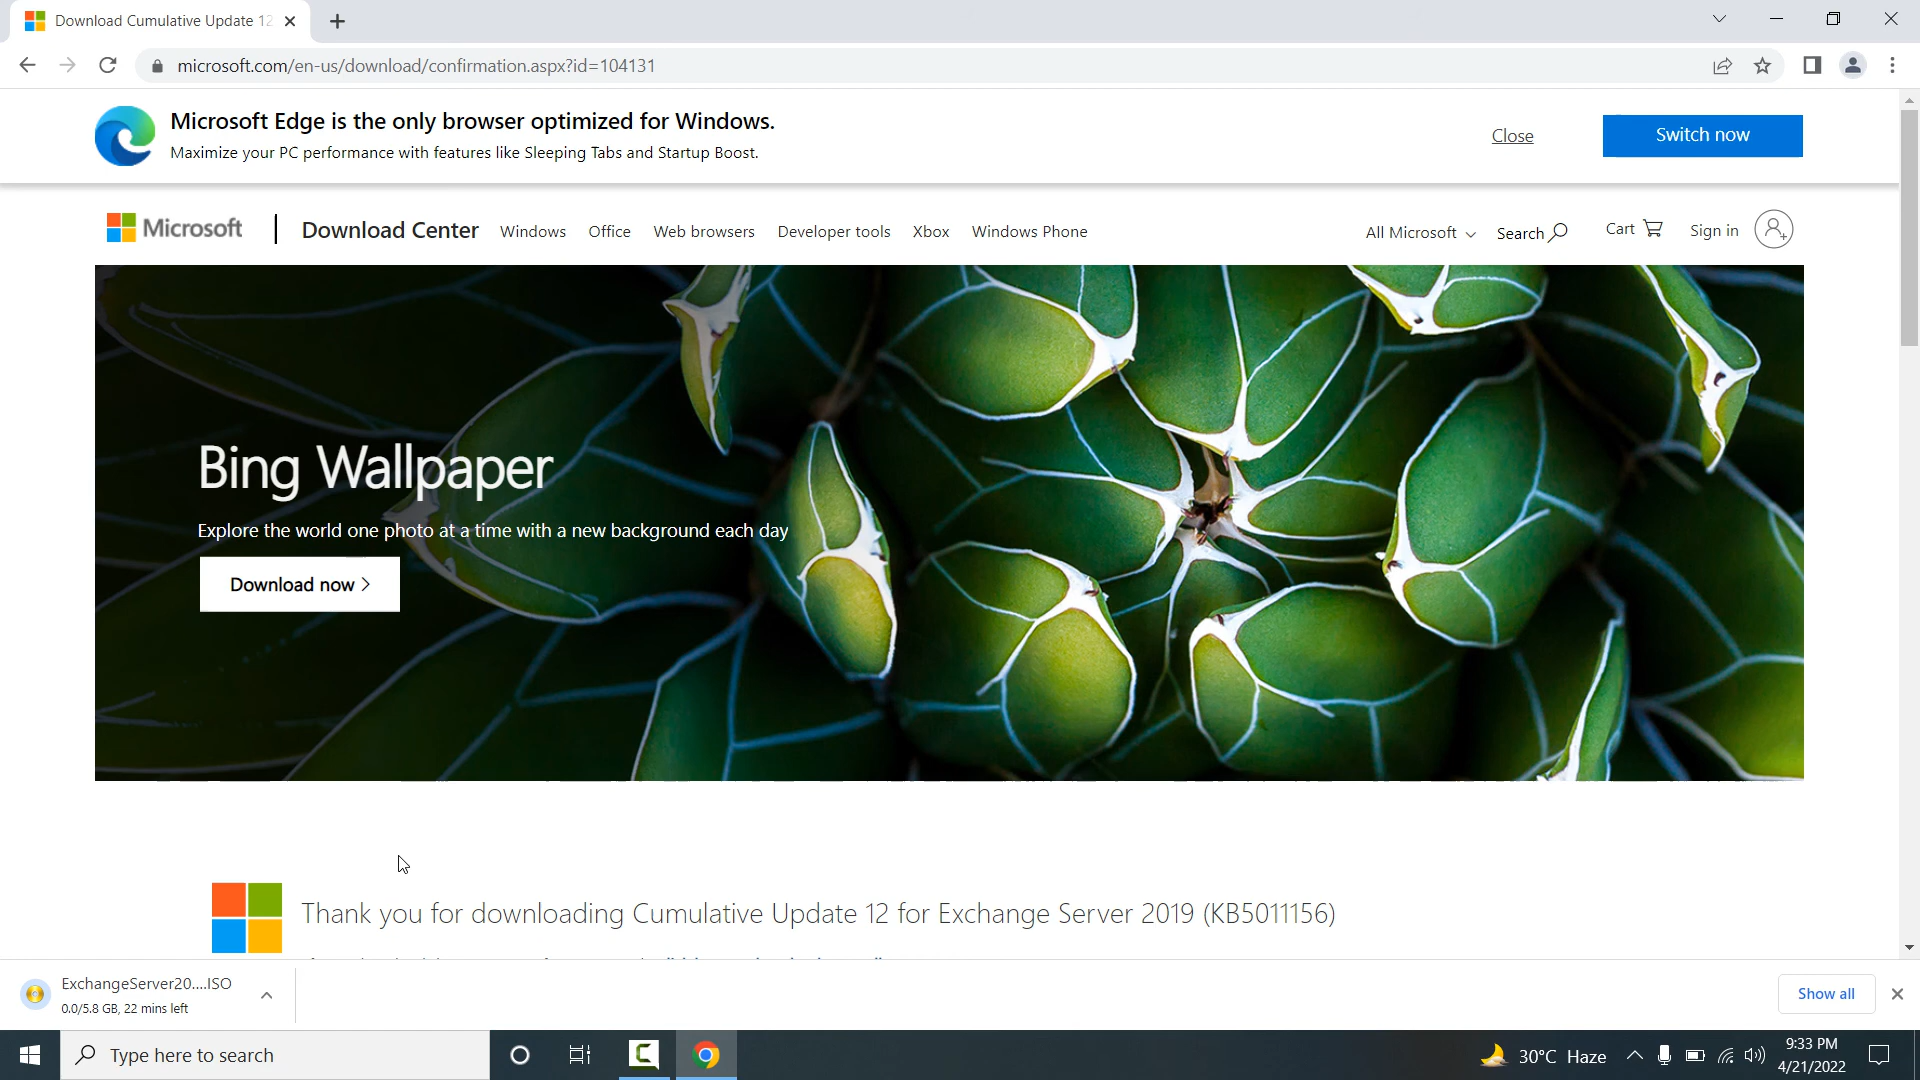 Download Cumulative Update 12
microsoft.com/en-us/download/confirmation.aspx?id=104131
Microsoft Edge is the only browser optimized for Windows.
Maximize your PC performance with features like Sleeping Tabs and Startup Boost.
Close
Switch now
Microsoft
Download Center
Windows
Office
Web browsers
Developer tools
Xbox
Windows Phone
All Microsoft
Search
Cart
Sign in
Bing Wallpaper
Explore the world one photo at a time with a new background each day
Download now >
Thank you for downloading Cumulative Update 12 for Exchange Server 2019 (KB5011156)
ExchangeServer20....ISO
0.0/5.8 GB, 22 mins left
Show all
Type here to search
30°C Haze
9:33 PM
4/21/2022